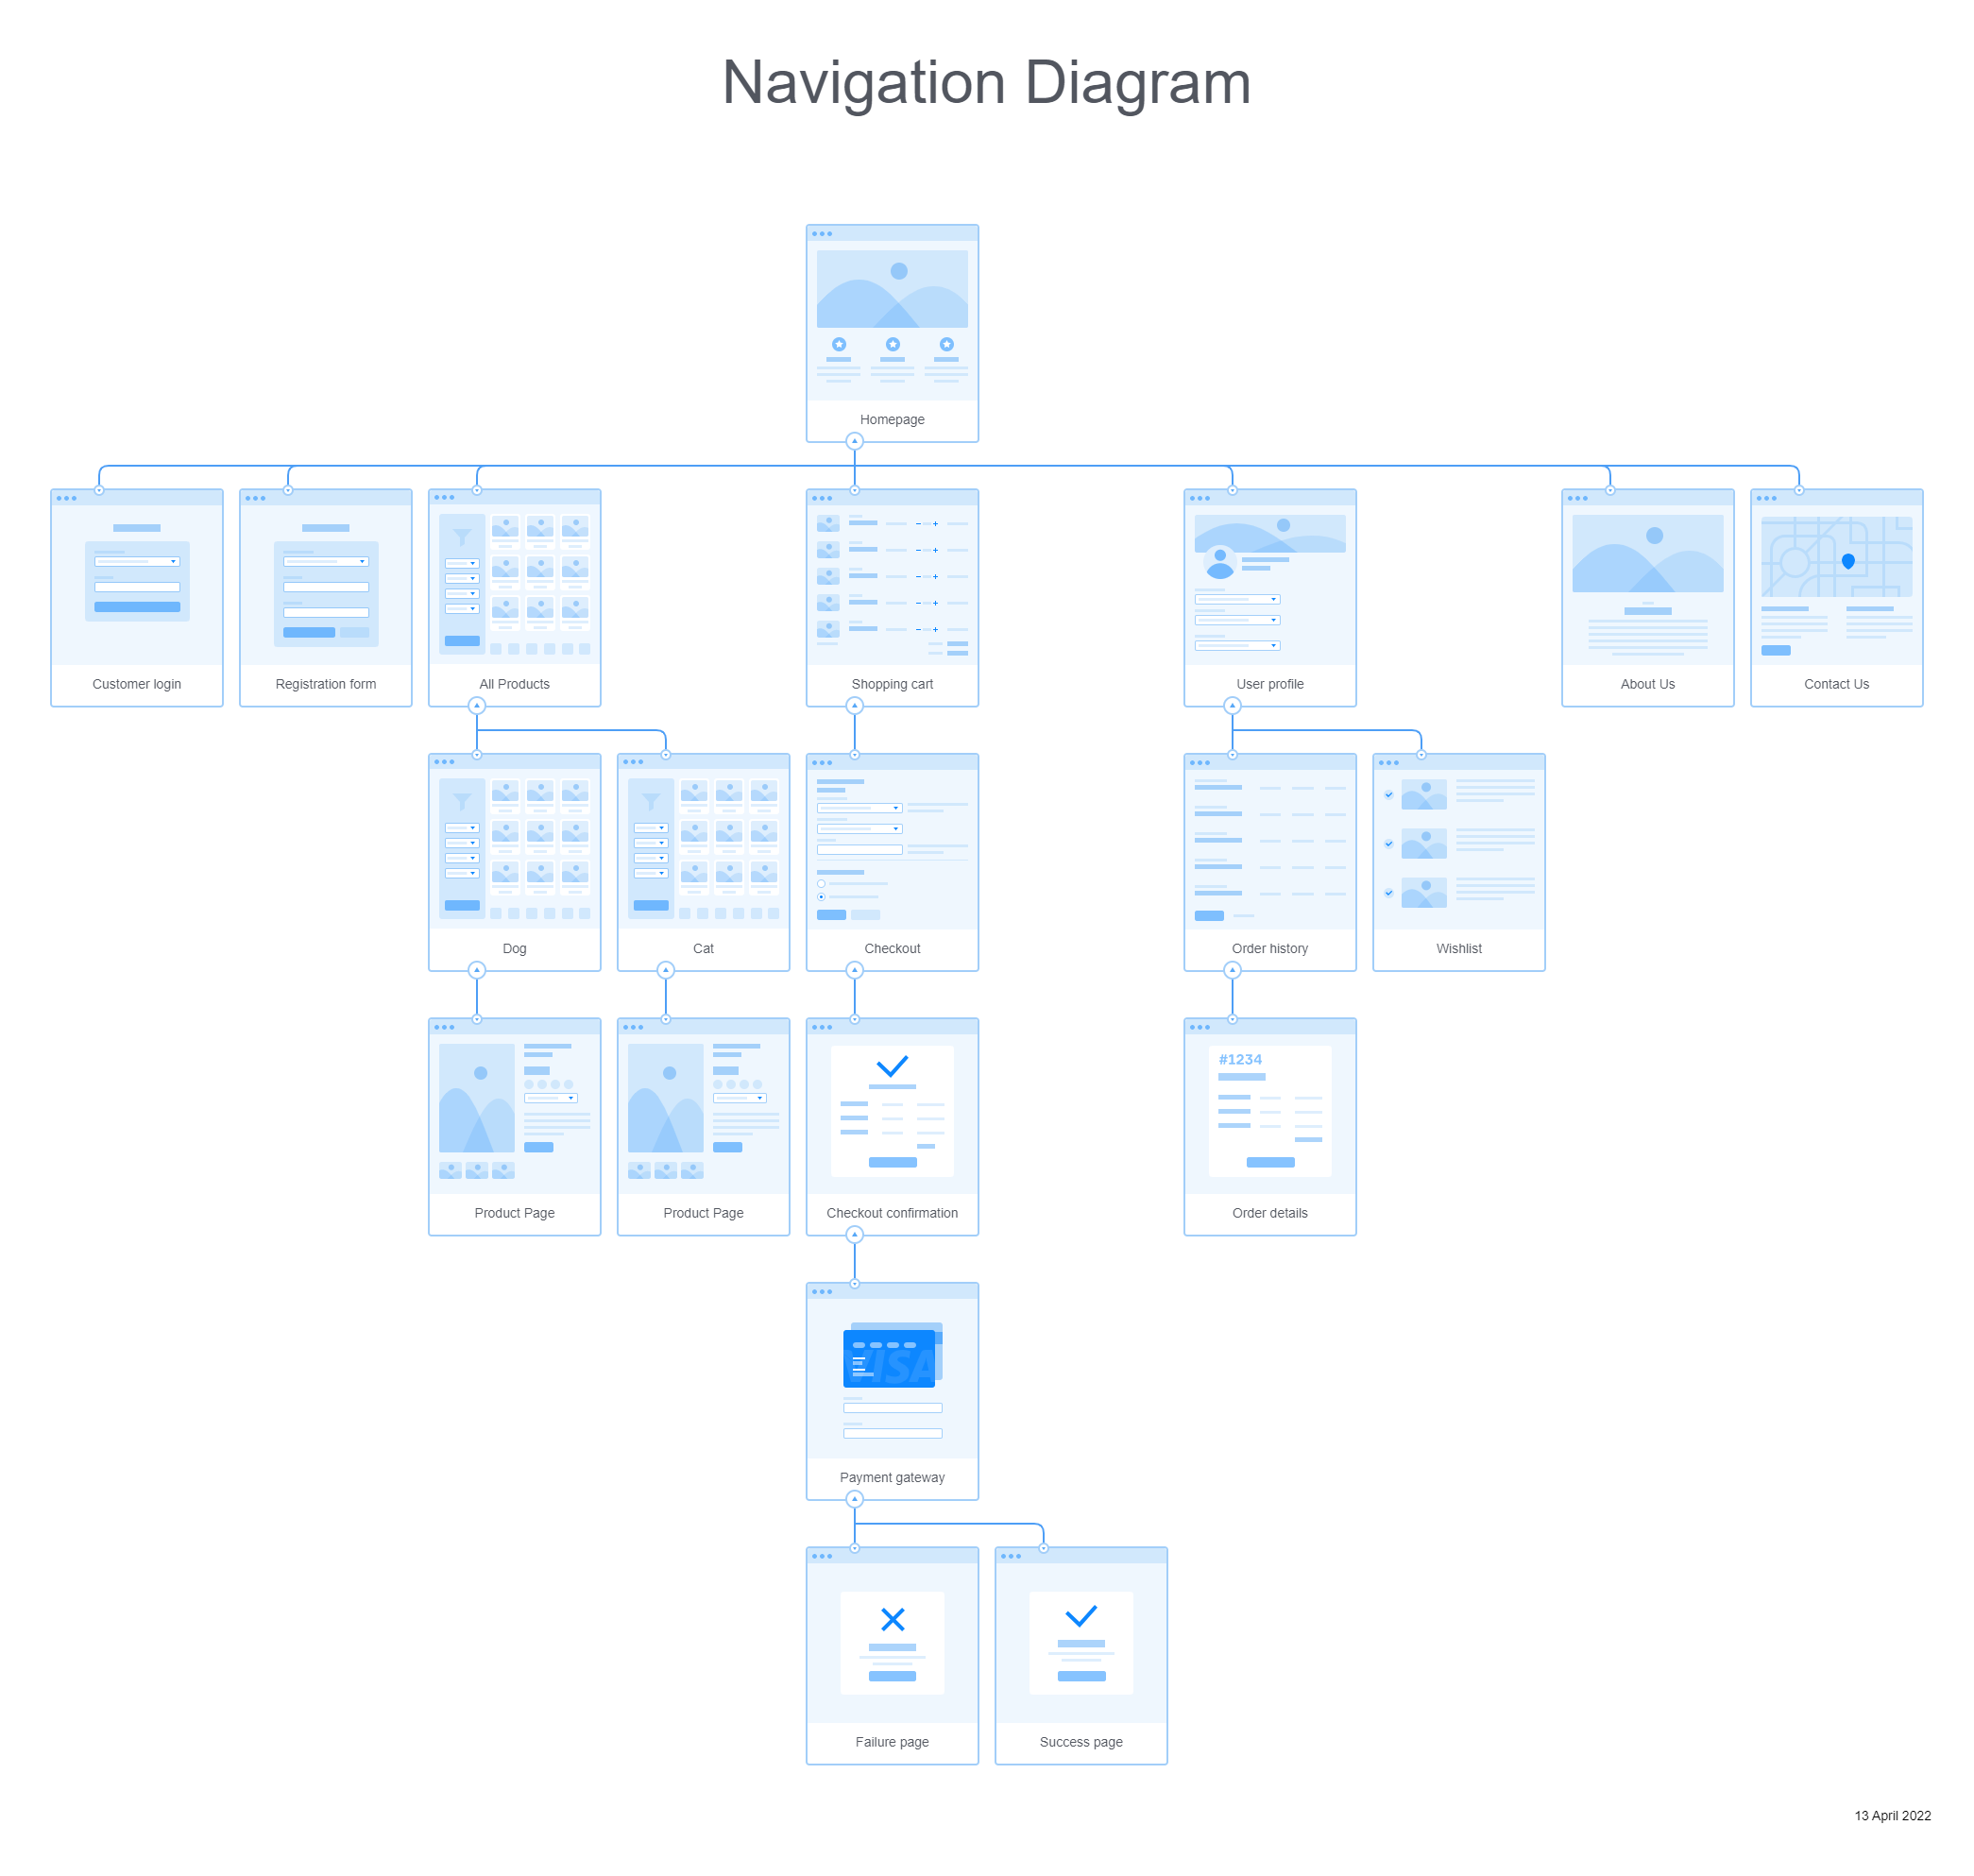 Navigation Diagram
Homepage
Customer login
Registration form
All Products
Shopping cart
User profile
About Us
Contact Us
Dog
Cat
Checkout
Order history
Wishlist
#1234
Product Page
Product Page
Checkout confirmation
Order details
VISA
Payment gateway
Failure page
Success page
13 April 2022